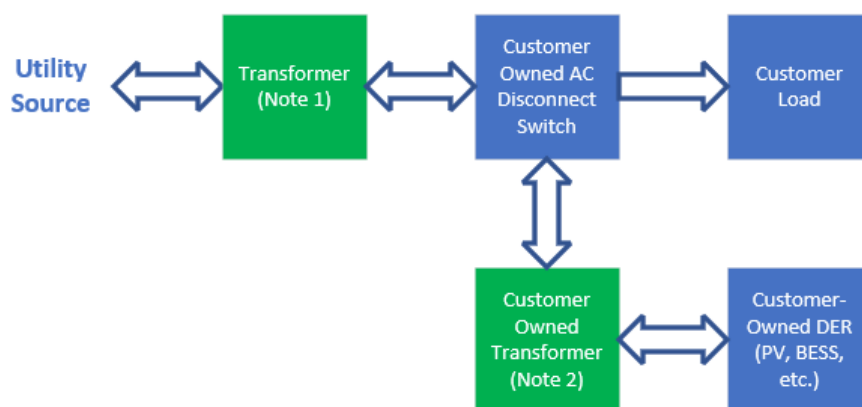 Utility
Source
Transformer
(Note 1)
Customer
Owned AC
Disconnect
Switch
Customer
Load
Customer
Owned
Transformer
(Note 2)
Customer-
Owned DER
(PV, BESS,
etc.)